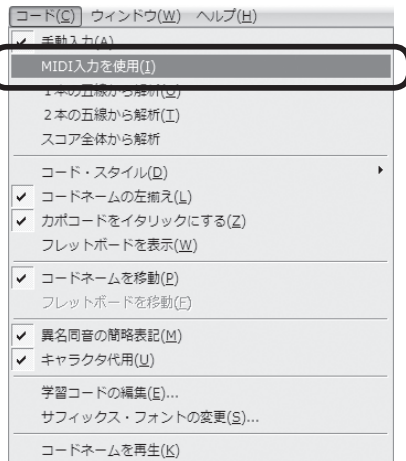 コード(C) ウィンドウ(W) ヘルプ(H)
手動入力(A)
MIDI入力を使用(I)
1本の五線から解析(O)
2本の五線から解析(T)
スコア全体から解析
コード・スタイル(D)
コードネームの左揃え(L)
カポコードをイタリックにする(Z)
フレットボードを表示(W)
コードネームを移動(P)
フレットボードを移動(F)
異名同音の簡略表記(M)
キャラクタ代用(U)
学習コードの編集(E)...
サフィックス・フォントの変更(S)...
コードネームを再生(K)